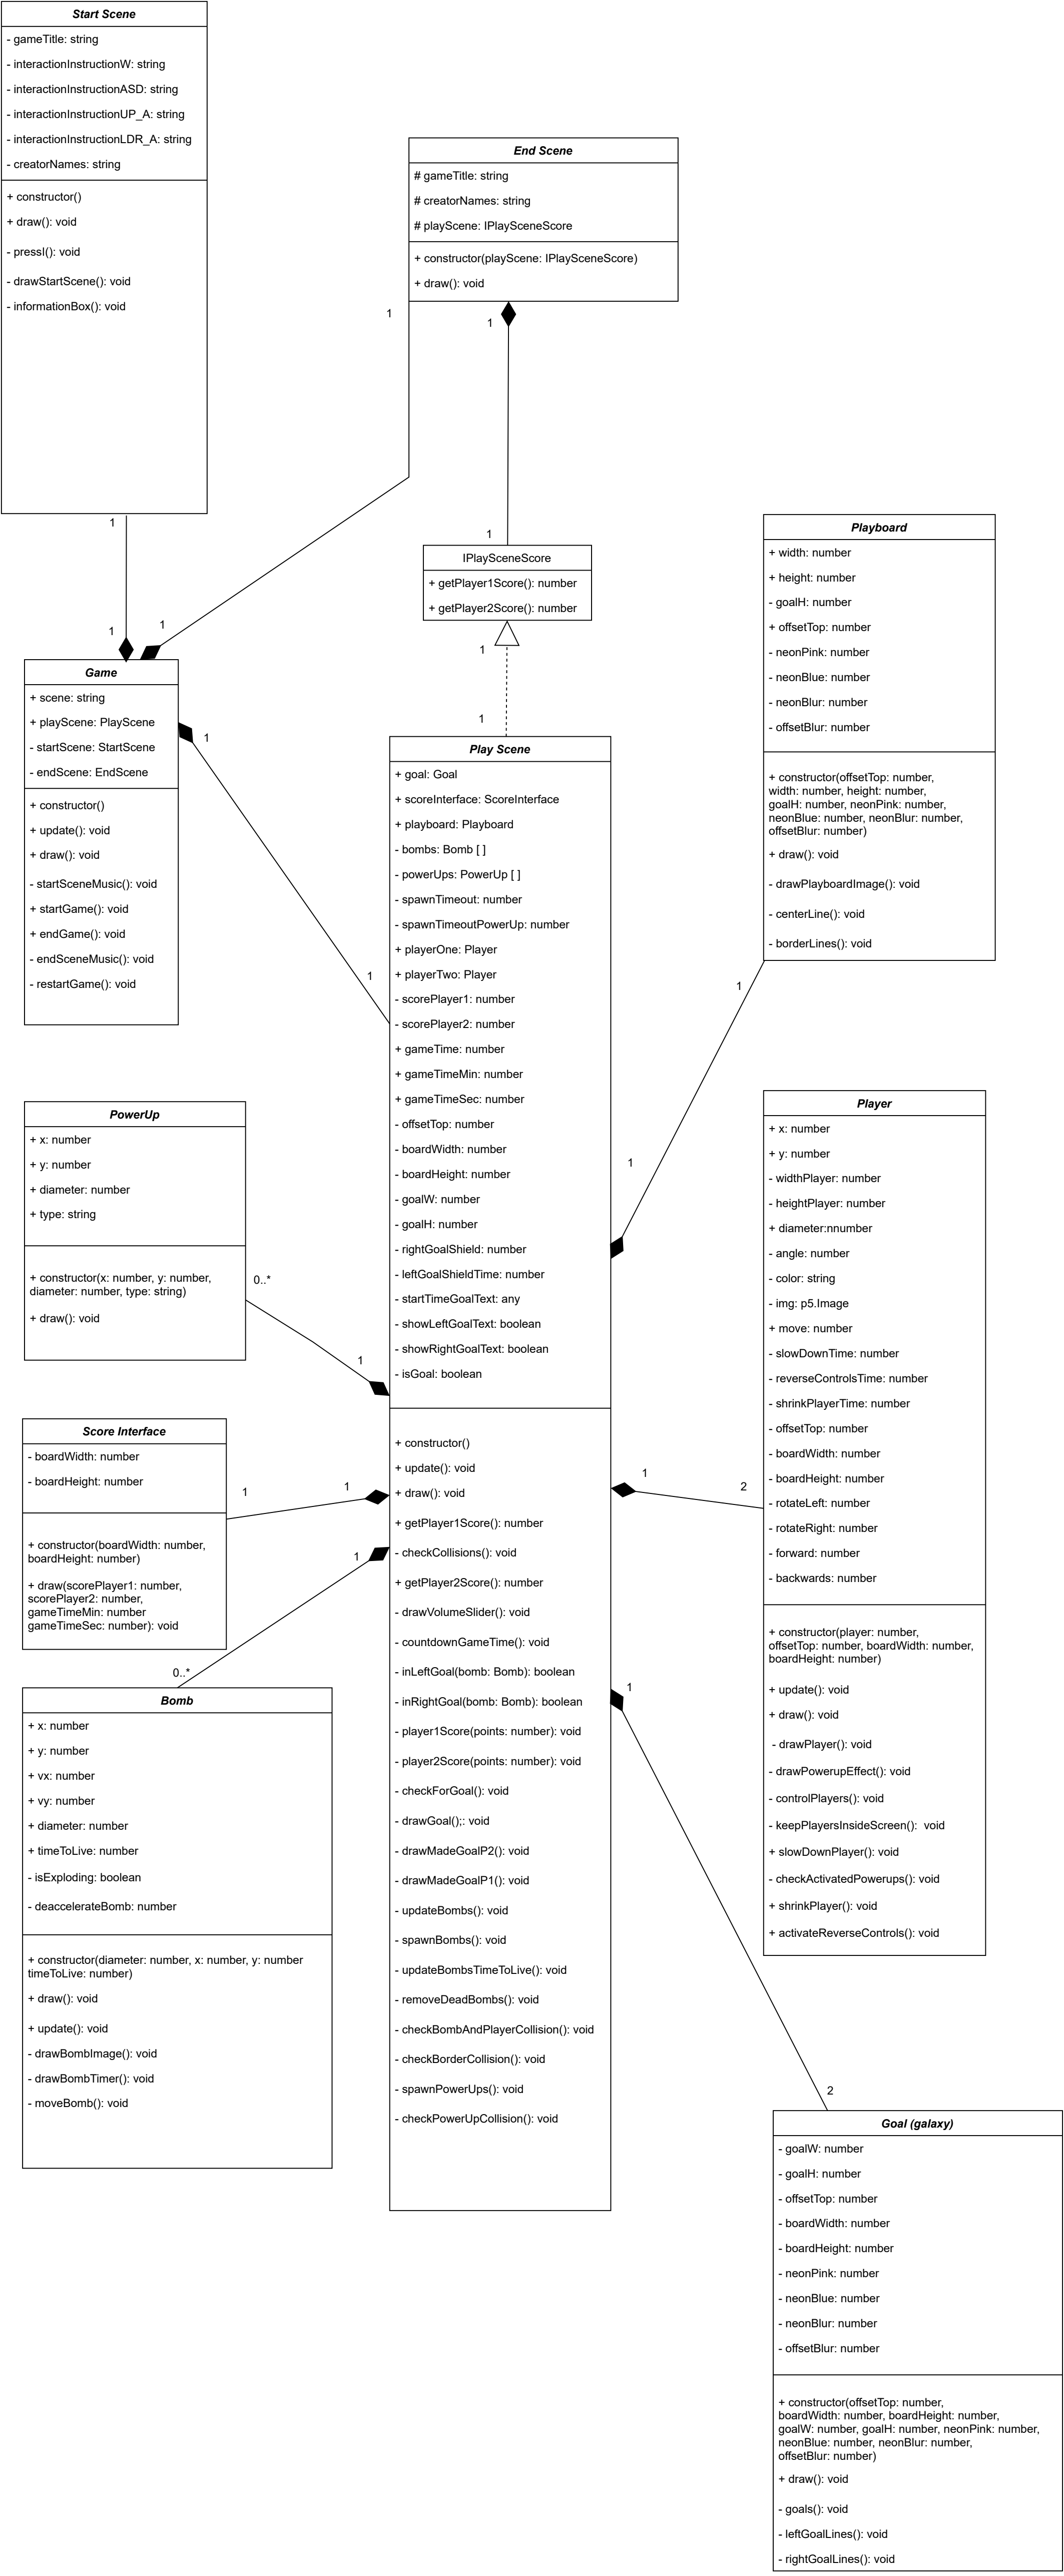 Start Scene
- gameTitle: string
- interactionInstructionW: string
- interactionInstructionASD: string
- interactionInstructionUP_A: string
- interactionInstructionLDR_A: string
- creatorNames: string
+ constructor()
+ draw(): void
- pressI(): void
- drawStartScene(): void
- informationBox(): void
1
1
End Scene
# gameTitle: string
# creatorNames: string
# playScene: IPlaySceneScore
+ constructor(playScene: IPlaySceneScore)
+ draw(): void
1
1
1
1
IPlaySceneScore
+ getPlayer1Score(): number
+ getPlayer2Score(): number
1
1
Game
+ scene: string
+ playScene: PlayScene
- startScene: StartScene
- endScene: EndScene
+ constructor()
+ update(): void
+ draw(): void
- startSceneMusic(): void
+ startGame(): void
+ endGame(): void
- endSceneMusic(): void
- restartGame(): void
1
1
Play Scene
+ goal: Goal
+ scoreInterface: ScoreInterface
+ playboard: Playboard
- bombs: Bomb [ ]
- powerUps: PowerUp [ ]
- spawnTimeout: number
- spawnTimeoutPowerUp: number
+ playerOne: Player
+ playerTwo: Player
- scorePlayer1: number
- scorePlayer2: number
+ gameTime: number
+ gameTimeMin: number
+ gameTimeSec: number
- offsetTop: number
- boardWidth: number
- boardHeight: number
- goalW: number
- goalH: number
- rightGoalShield: number
- leftGoalShieldTime: number
- startTimeGoalText: any
- showLeftGoalText: boolean
- showRightGoalText: boolean
- isGoal: boolean
+ constructor()
+ update(): void
+ draw(): void
+ getPlayer1Score(): number
- checkCollisions(): void
+ getPlayer2Score(): number
- drawVolumeSlider(): void
- countdownGameTime(): void
- inLeftGoal(bomb: Bomb): boolean
- inRightGoal(bomb: Bomb): boolean
- player1Score(points: number): void
- player2Score(points: number): void
- checkForGoal(): void
- drawGoal();: void
- drawMadeGoalP2(): void
- drawMadeGoalP1(): void
- updateBombs(): void
- spawnBombs(): void
- updateBombsTimeToLive(): void
- removeDeadBombs(): void
- checkBombAndPlayerCollision(): void
- checkBorderCollision(): void
- spawnPowerUps(): void
- checkPowerUpCollision(): void
Playboard
+ width: number
+ height: number
- goalH: number
+ offsetTop: number
- neonPink: number
- neonBlue: number
- neonBlur: number
- offsetBlur: number
+ constructor(offsetTop: number,
width: number, height: number,
goalH: number, neonPink: number,
neonBlue: number, neonBlur: number,
offsetBlur: number)
+ draw(): void
- drawPlayboardImage(): void
- centerLine(): void
- borderLines(): void
1
1
PowerUp
+ x: number
+ y: number
+ diameter: number
+ type: string
+ constructor(x: number, y: number,
diameter: number, type: string)
+ draw(): void
0..*
1
Score Interface
- boardWidth: number
- boardHeight: number
+ constructor(boardWidth: number,
boardHeight: number)
+ draw(scorePlayer1: number,
scorePlayer2: number,
gameTimeMin: number
gameTimeSec: number): void
1
1
1
0..*
Bomb
+ x: number
+ y: number
+ vx: number
+ vy: number
+ diameter: number
+ timeToLive: number
- isExploding: boolean
- deaccelerateBomb: number
+ constructor(diameter: number, x: number, y: number
timeToLive: number)
+ draw(): void
+ update(): void
- drawBombImage(): void
- drawBombTimer(): void
- moveBomb(): void
Player
+ x: number
+ y: number
- widthPlayer: number
- heightPlayer: number
+ diameter:nnumber
- angle: number
- color: string
- img: p5.Image
+ move: number
- slowDownTime: number
- reverseControlsTime: number
- shrinkPlayerTime: number
- offsetTop: number
- boardWidth: number
- boardHeight: number
- rotateLeft: number
- rotateRight: number
- forward: number
- backwards: number
+ constructor(player: number,
offsetTop: number, boardWidth: number,
boardHeight: number)
+ update(): void
+ draw(): void
- drawPlayer(): void
- drawPowerupEffect(): void
- controlPlayers(): void
- keepPlayersInsideScreen(): void
+ slowDownPlayer(): void
- checkActivatedPowerups(): void
+ shrinkPlayer(): void
+ activateReverseControls(): void
1
2
1
2
Goal (galaxy)
- goalW: number
- goalH: number
- offsetTop: number
- boardWidth: number
- boardHeight: number
- neonPink: number
- neonBlue: number
- neonBlur: number
- offsetBlur: number
+ constructor(offsetTop: number,
boardWidth: number, boardHeight: number,
goalW: number, goalH: number, neonPink: number,
neonBlue: number, neonBlur: number,
offsetBlur: number)
+ draw(): void
- goals(): void
- leftGoalLines(): void
- rightGoalLines(): void